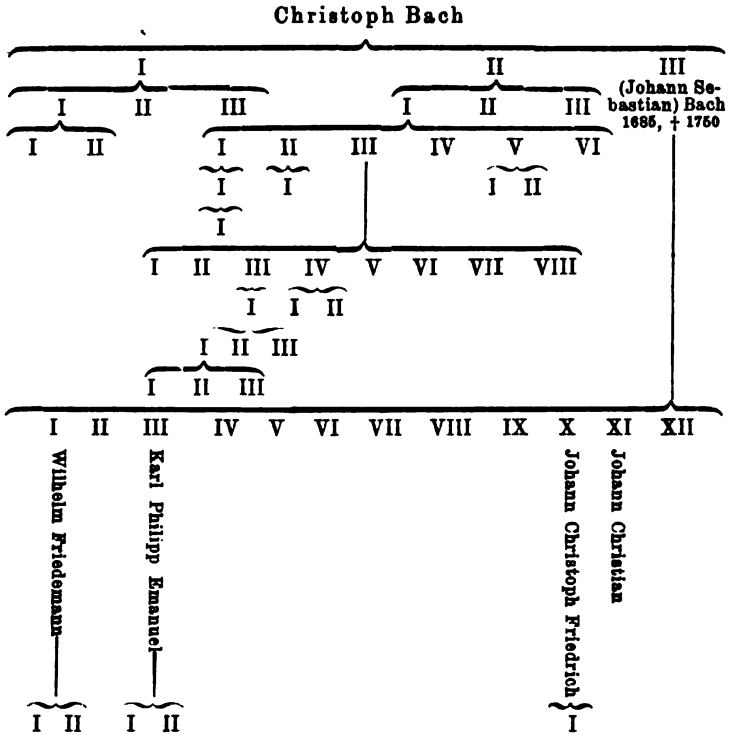 Christoph Bach
I II III
(Johann Se-
bastian) Bach
1685, † 1750
I II III I II III
I II I II III IV V VI
I I I II
I
I II III IV V VI VII VIII
I I II
I II III
I II III
I II III IV V VI VII VIII IX X XI XII
Wilhelm Friedemann
Karl Philipp Emanuel
Johann Christoph Friedrich
Johann Christian
I II I II I